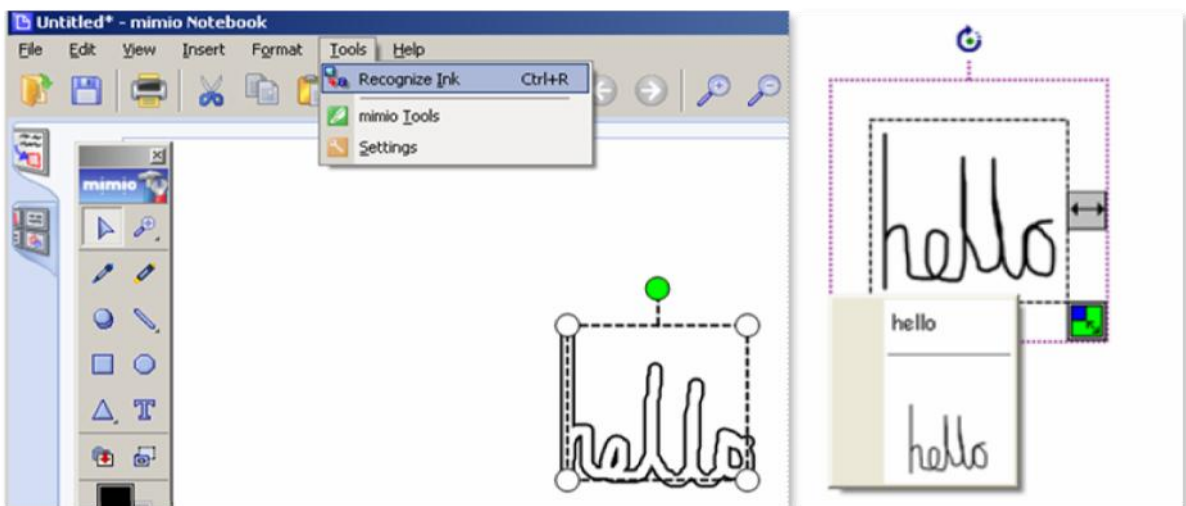 Untitled* - mimio Notebook
File Edit View Insert Format Tools Help
Recognize Ink Ctrl+R
mimio Tools
Settings
mimio
T
hello
hello
hello
hello